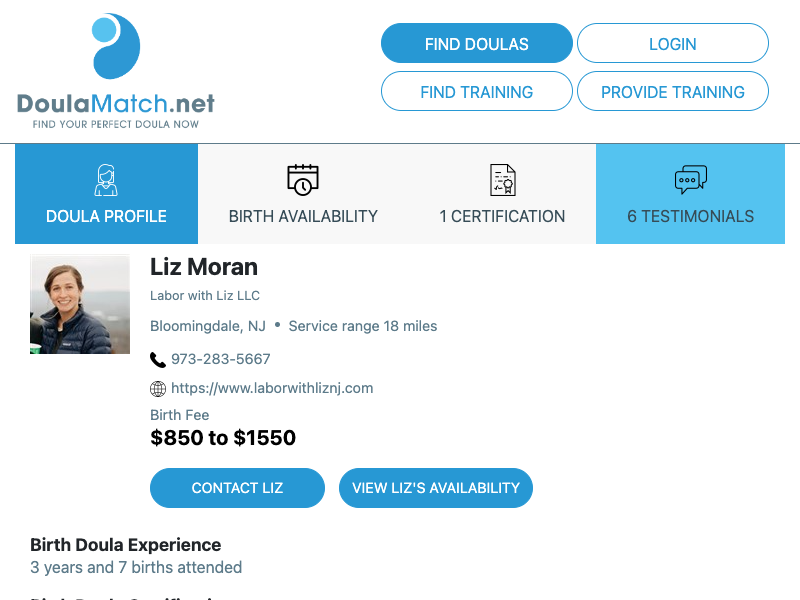 DoulaMatch.net
FIND YOUR PERFECT DOULA NOW
FIND DOULAS
LOGIN
FIND TRAINING
PROVIDE TRAINING
DOULA PROFILE
BIRTH AVAILABILITY
1 CERTIFICATION
6 TESTIMONIALS
Liz Moran
Labor with Liz LLC
Bloomingdale, NJ • Service range 18 miles
973-283-5667
https://www.laborwithliznj.com
Birth Fee
$850 to $1550
CONTACT LIZ
VIEW LIZ'S AVAILABILITY
Birth Doula Experience
3 years and 7 births attended